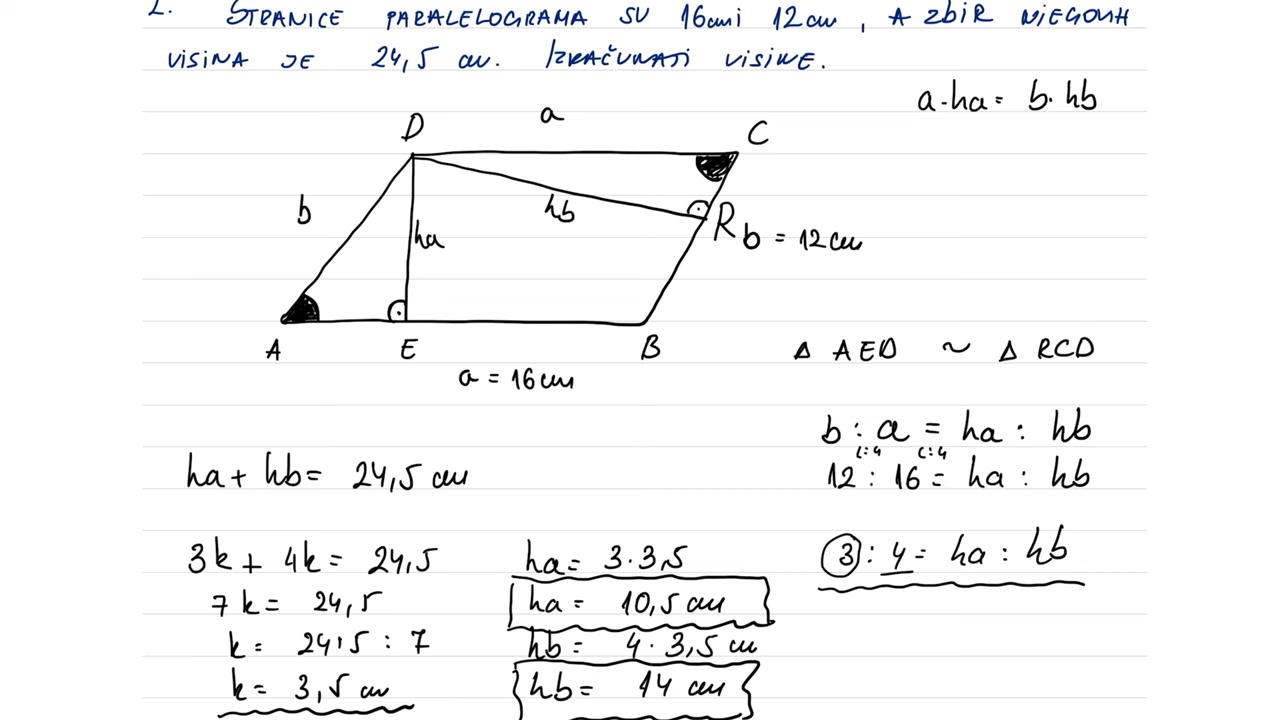 2. STRANICE PARALELOGRAMA SU 16cm i 12cm, A ZBIR NJEGOVIH
VISINA JE 24,5 cm. IZRAČUNATI VISINE.
a·ha = b·hb
a
D
C
b
hb
ha
R
b = 12cm
A
E
B
a = 16cm
Δ AED ~ Δ RCD
b : a = ha : hb
(:4 (:4
12 : 16 = ha : hb
3 : 4 = ha : hb
ha + hb = 24,5 cm
3k + 4k = 24,5
7k = 24,5
k = 24,5 : 7
k = 3,5 cm
ha = 3·3,5
ha = 10,5 cm
hb = 4·3,5 cm
hb = 14 cm